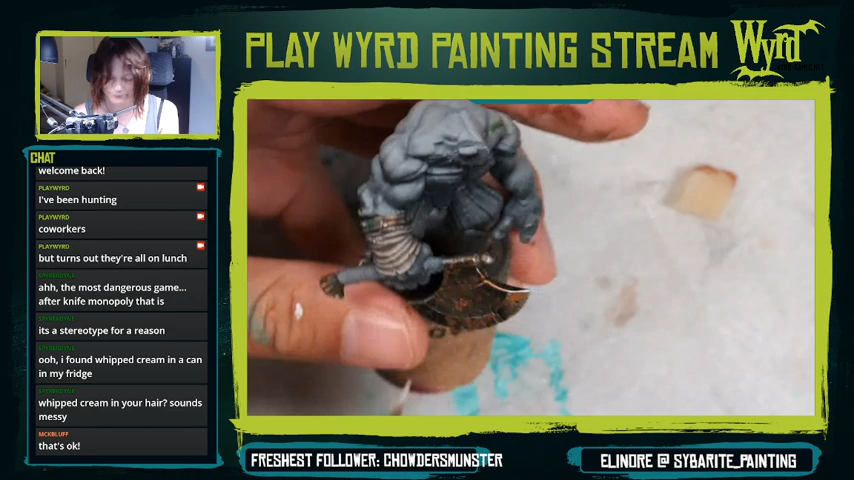 PLAY WYRD PAINTING STREAM
Wyrd
CHAT
welcome back!
PLAYWYRD
I've been hunting
PLAYWYRD
coworkers
PLAYWYRD
but turns out they're all on lunch
ahh, the most dangerous game...
after knife monopoly that is
its a stereotype for a reason
ooh, i found whipped cream in a can
in my fridge
whipped cream in your hair? sounds
messy
MCKBLUFF
that's ok!
FRESHEST FOLLOWER: CHOWDERSMUNSTER
ELINORE @ SYBARITE_PAINTING